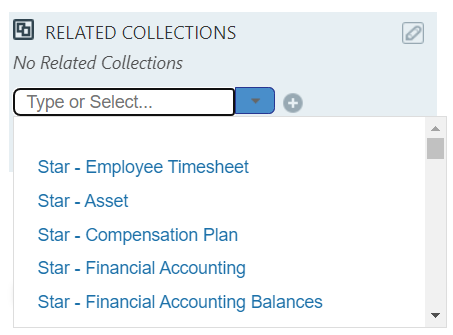 RELATED COLLECTIONS
No Related Collections
Type or Select...
Star - Employee Timesheet
Star - Asset
Star - Compensation Plan
Star - Financial Accounting
Star - Financial Accounting Balances